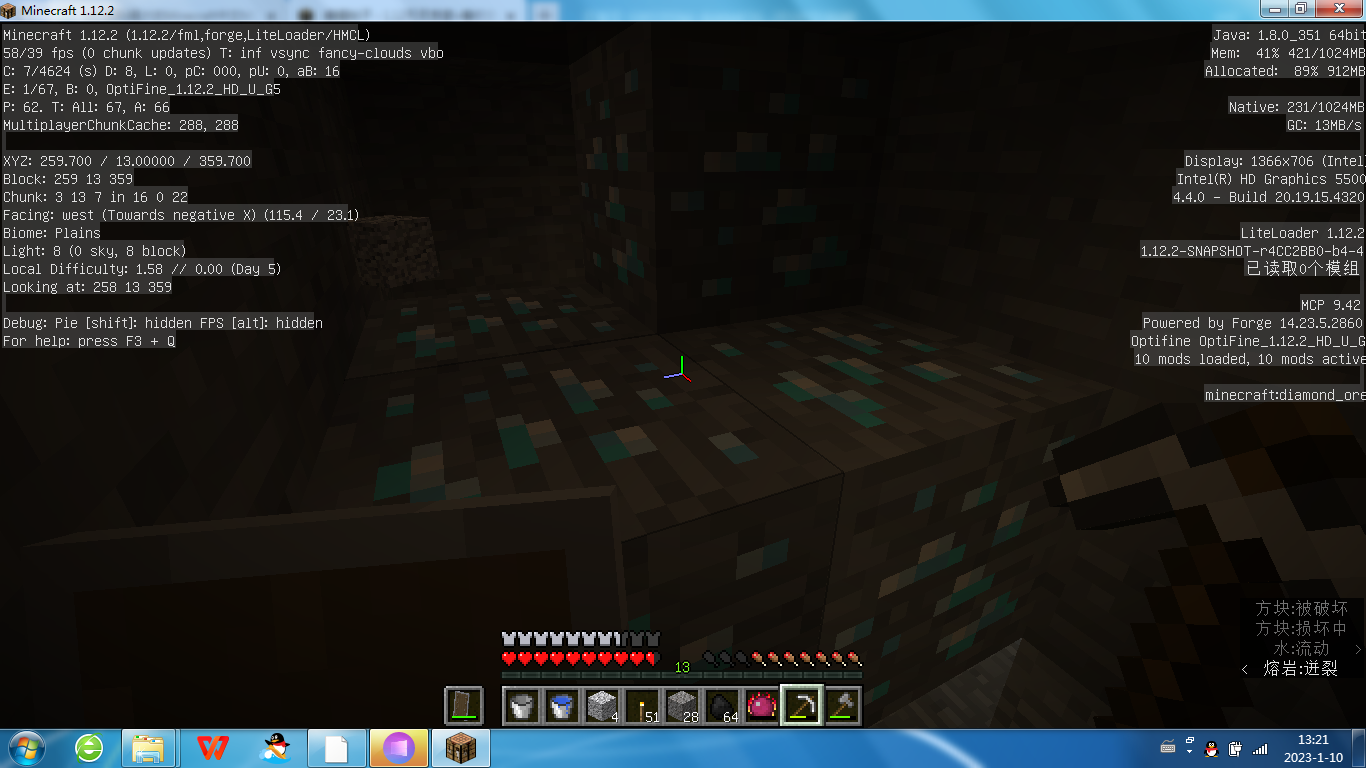 Minecraft 1.12.2
Minecraft 1.12.2 (1.12.2/fml,forge,LiteLoader/HMCL)
58/39 fps (0 chunk updates) T: inf vsync fancy-clouds vbo
C: 7/4624 (s) D: 8, L: 0, pC: 000, pU: 0, aB: 16
E: 1/67, B: 0, OptiFine_1.12.2_HD_U_G5
P: 62. T: All: 67, A: 66
MultiplayerChunkCache: 288, 288
XYZ: 259.700 / 13.00000 / 359.700
Block: 259 13 359
Chunk: 3 13 7 in 16 0 22
Facing: west (Towards negative X) (115.4 / 23.1)
Biome: Plains
Light: 8 (0 sky, 8 block)
Local Difficulty: 1.58 // 0.00 (Day 5)
Looking at: 258 13 359
Debug: Pie [shift]: hidden FPS [alt]: hidden
For help: press F3 + Q
Java: 1.8.0_351 64bit
Mem: 41% 421/1024MB
Allocated: 89% 912MB
Native: 231/1024MB
GC: 13MB/s
Display: 1366x706 (Intel)
Intel(R) HD Graphics 5500
4.4.0 - Build 20.19.15.4320
LiteLoader 1.12.2
1.12.2-SNAPSHOT-r4CC2BB0-b4-4
已读取0个模组
MCP 9.42
Powered by Forge 14.23.5.2860
Optifine OptiFine_1.12.2_HD_U_G
10 mods loaded, 10 mods active
minecraft:diamond_ore
方块:被破坏
方块:损坏中
水:流动 >
< 熔岩:迸裂
13
4
51
28
64
13:21
2023-1-10